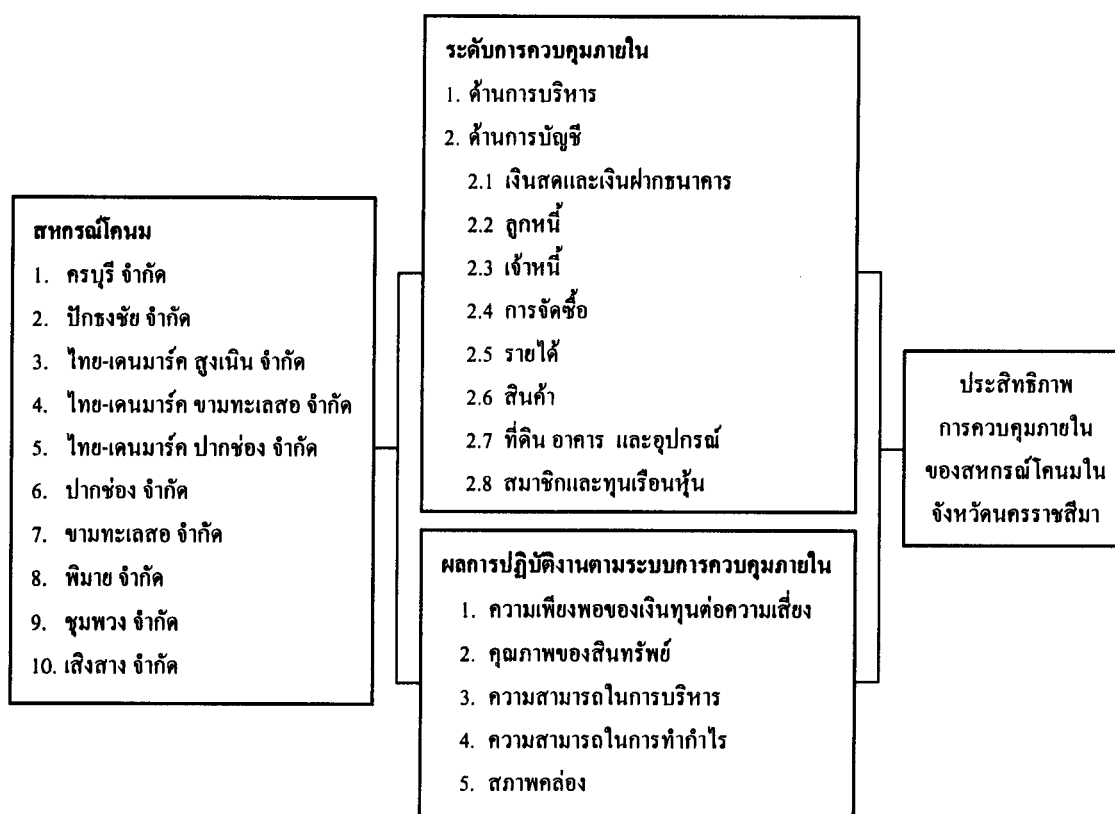 สหกรณ์โคนม
1. ครบุรี จำกัด
2. ปักธงชัย จำกัด
3. ไทย-เดนมาร์ค สูงเนิน จำกัด
4. ไทย-เดนมาร์ค ขามทะเลสอ จำกัด
5. ไทย-เดนมาร์ค ปากช่อง จำกัด
6. ปากช่อง จำกัด
7. ขามทะเลสอ จำกัด
8. พิมาย จำกัด
9. ชุมพวง จำกัด
10. เสิงสาง จำกัด
ระดับการควบคุมภายใน
1. ด้านการบริหาร
2. ด้านการบัญชี
2.1 เงินสดและเงินฝากธนาคาร
2.2 ลูกหนี้
2.3 เจ้าหนี้
2.4 การจัดซื้อ
2.5 รายได้
2.6 สินค้า
2.7 ที่ดิน อาคาร และอุปกรณ์
2.8 สมาชิกและทุนเรือนหุ้น
ผลการปฏิบัติงานตามระบบการควบคุมภายใน
1. ความเพียงพอของเงินทุนต่อความเสี่ยง
2. คุณภาพของสินทรัพย์
3. ความสามารถในการบริหาร
4. ความสามารถในการทำกำไร
5. สภาพคล่อง
ประสิทธิภาพ
การควบคุมภายใน
ของสหกรณ์โคนมใน
จังหวัดนครราชสีมา